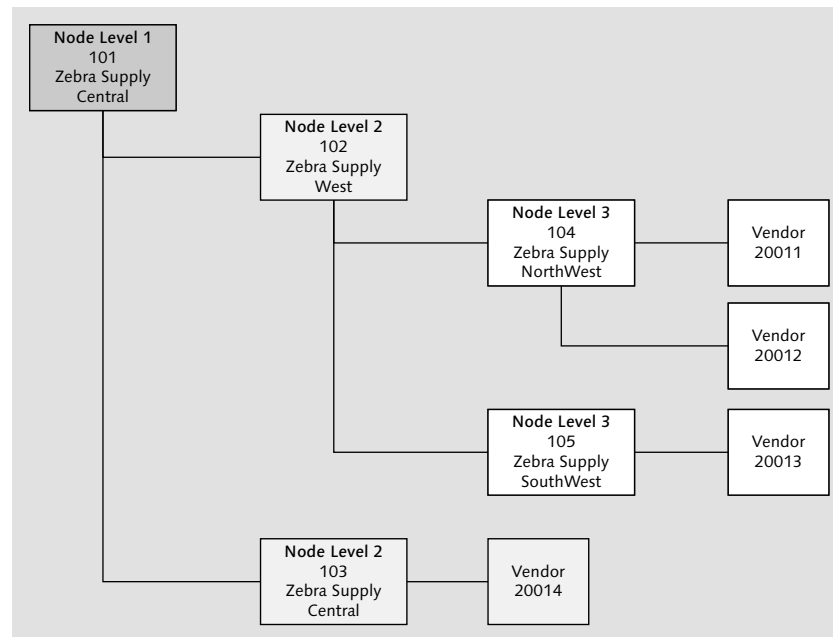 Node Level 1
101
Zebra Supply
Central
Node Level 2
102
Zebra Supply
West
Node Level 3
104
Zebra Supply
NorthWest
Vendor
20011
Vendor
20012
Node Level 3
105
Zebra Supply
SouthWest
Vendor
20013
Node Level 2
103
Zebra Supply
Central
Vendor
20014